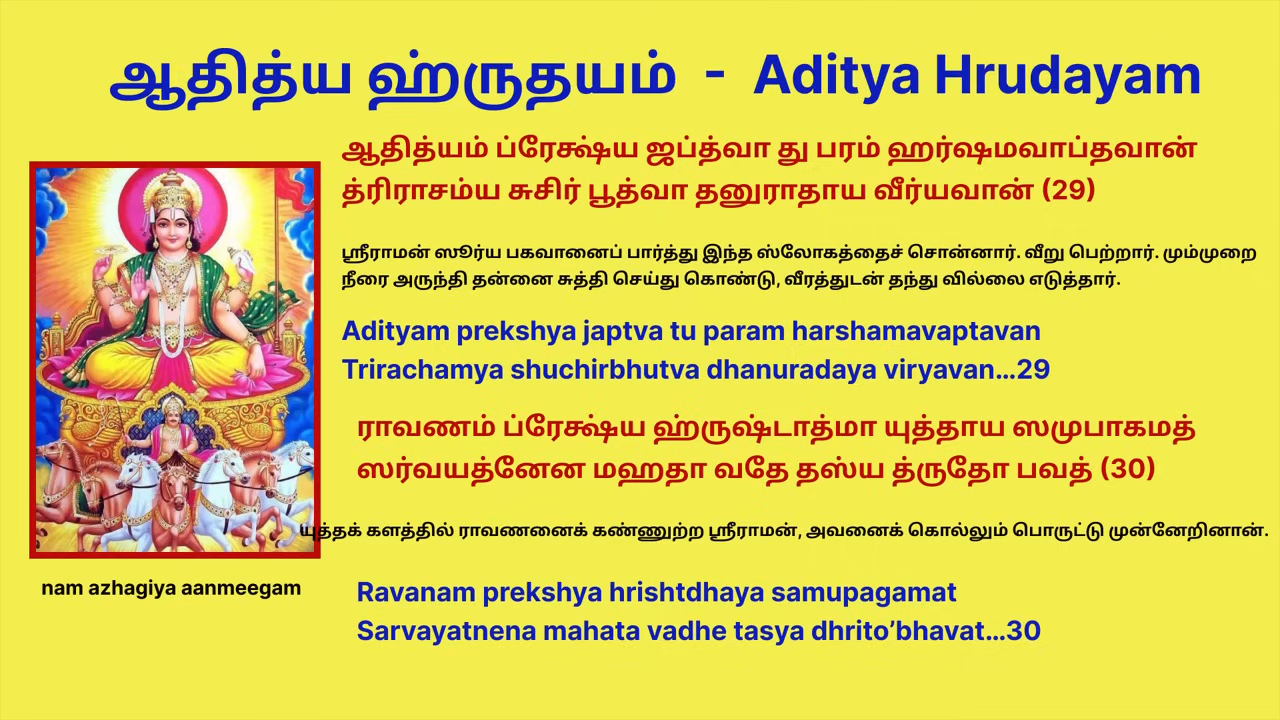 ஆதித்ய ஹ்ருதயம் - Aditya Hrudayam
ஆதித்யம் ப்ரேக்ஷ்ய ஜப்த்வா து பரம் ஹர்ஷமவாப்தவான்
த்ரிராசம்ய சுசிர் பூத்வா தனுராதாய வீர்யவான் (29)
ஸ்ரீராமன் ஸூர்ய பகவானைப் பார்த்து இந்த ஸ்லோகத்தைச் சொன்னார். வீறு பெற்றார். மும்முறை
நீரை அருந்தி தன்னை சுத்தி செய்து கொண்டு, வீரத்துடன் தந்து வில்லை எடுத்தார்.
Adityam prekshya japtva tu param harshamavaptavan
Trirachamya shuchirbhutva dhanuradaya viryavan...29
ராவணம் ப்ரேக்ஷ்ய ஹ்ருஷ்டாத்மா யுத்தாய ஸமுபாகமத்
ஸர்வயத்னேன மஹதா வதே தஸ்ய த்ருதோ பவத் (30)
யுத்தக் களத்தில் ராவணனைக் கண்ணுற்ற ஸ்ரீராமன், அவனைக் கொல்லும் பொருட்டு முன்னேறினான்.
nam azhagiya aanmeegam
Ravanam prekshya hrishtdhaya samupagamat
Sarvayatnena mahata vadhe tasya dhrito’bhavat...30